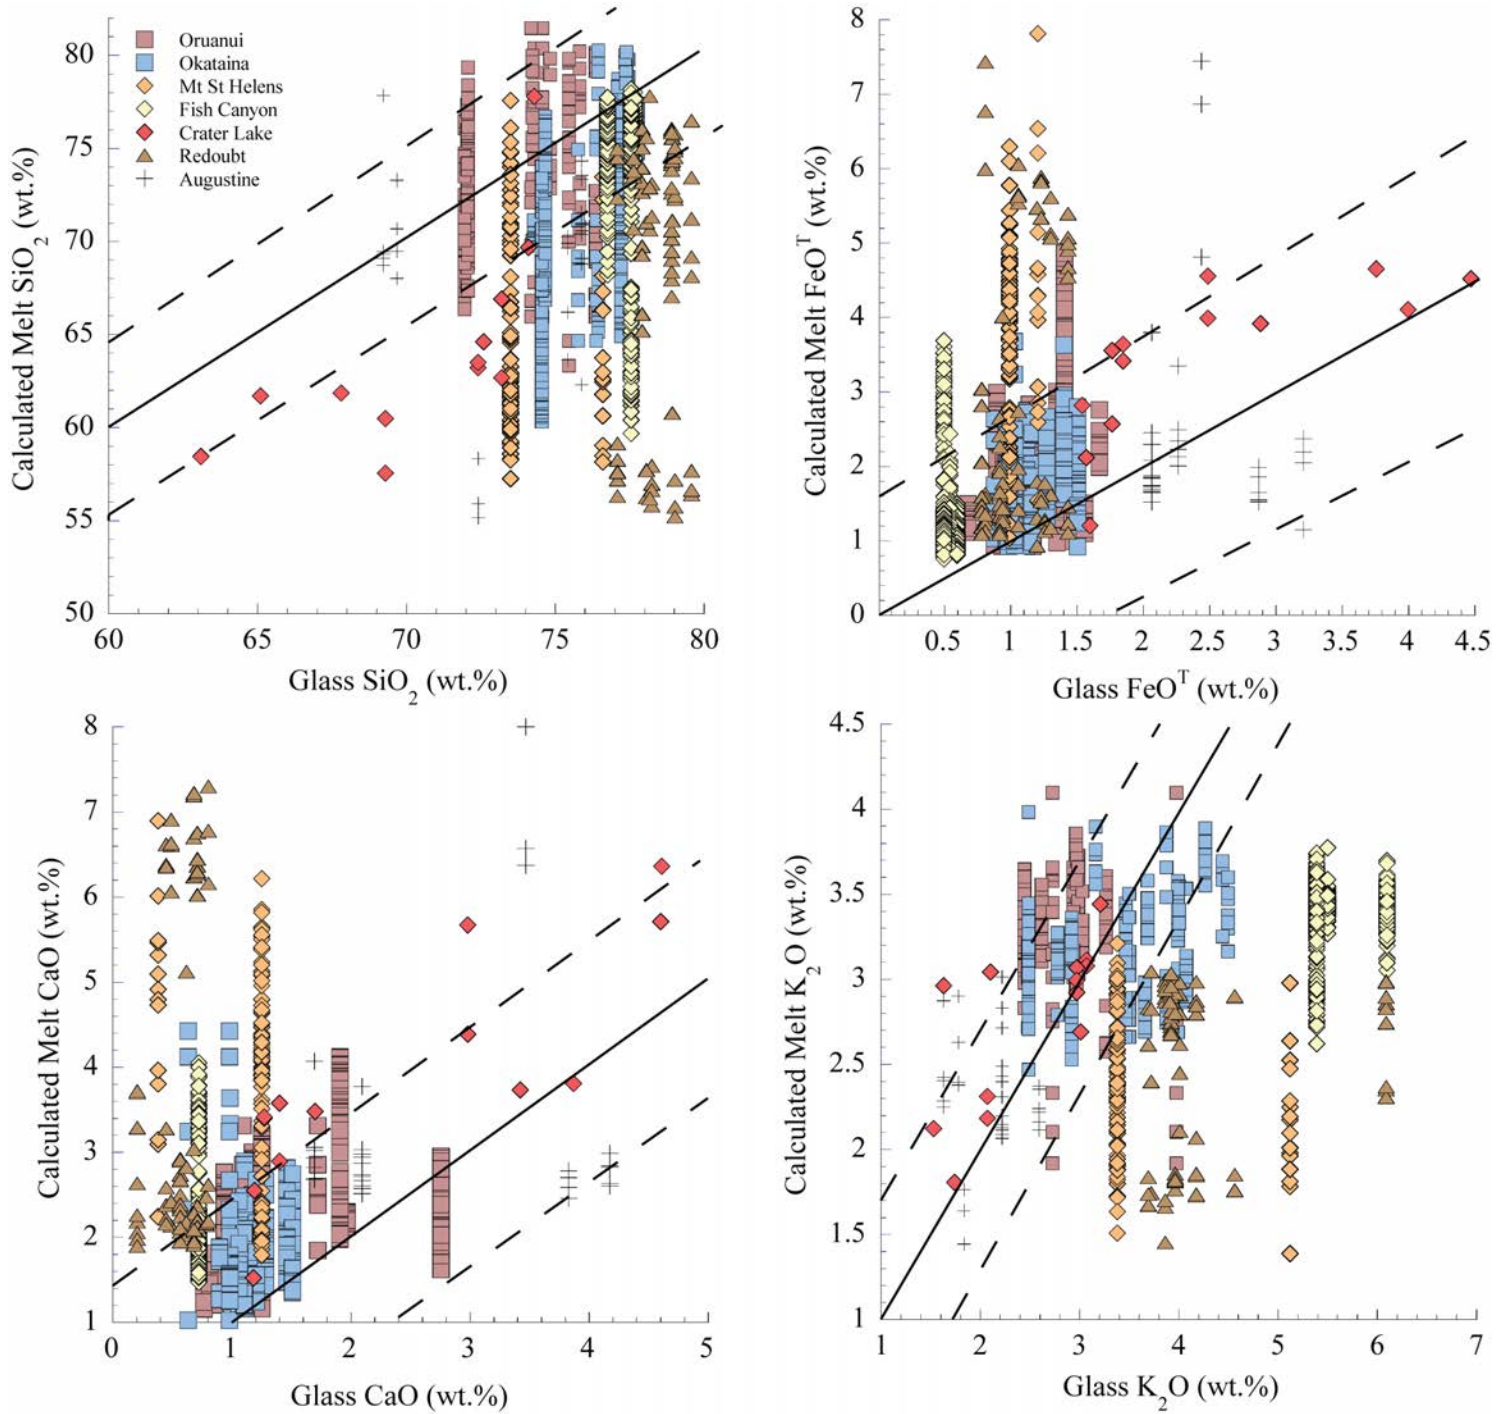 80
75
70
65
60
55
50
Calculated Melt SiO2 (wt.%)
Oruanui
Okataina
Mt St Helens
Fish Canyon
Crater Lake
Redoubt
Augustine
60 65 70 75 80
Glass SiO2 (wt.%)
8
7
6
5
4
3
2
1
0
Calculated Melt FeOT (wt.%)
0.5 1 1.5 2 2.5 3 3.5 4 4.5
Glass FeOT (wt.%)
8
7
6
5
4
3
2
1
Calculated Melt CaO (wt.%)
0 1 2 3 4 5
Glass CaO (wt.%)
4.5
4
3.5
3
2.5
2
1.5
1
Calculated Melt K2O (wt.%)
1 2 3 4 5 6 7
Glass K2O (wt.%)